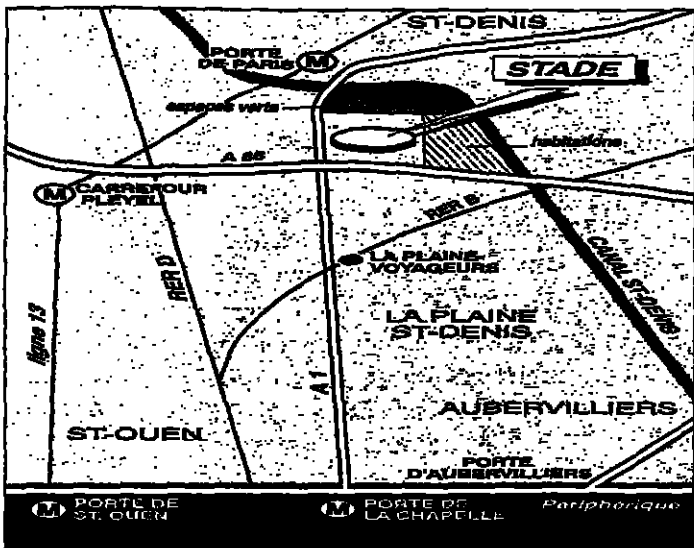 ST-DENIS
PORTE
DE PARIS
M
STADE
espaces verts
habitations
A 86
M
CARREFOUR
PLEYEL
RER B
RER D
LA PLAINE
VOYAGEURS
CANAL ST-DENIS
LA PLAINE
ST-DENIS
ligne 13
A 1
AUBERVILLIERS
ST-OUEN
PORTE
D'AUBERVILLIERS
M
PORTE DE
ST. OUEN
M
PORTE DE
LA CHAPELLE
Périphérique